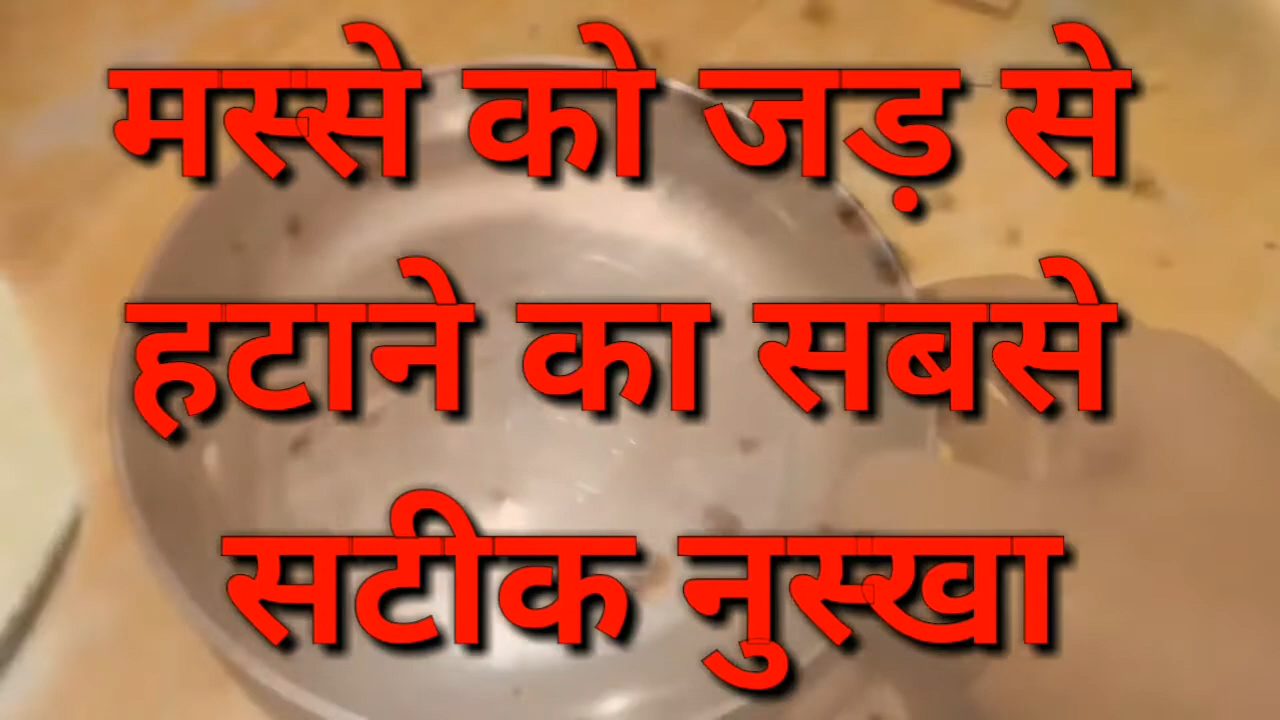 मस्से को जड़ से
हटाने का सबसे
सटीक नुस्खा